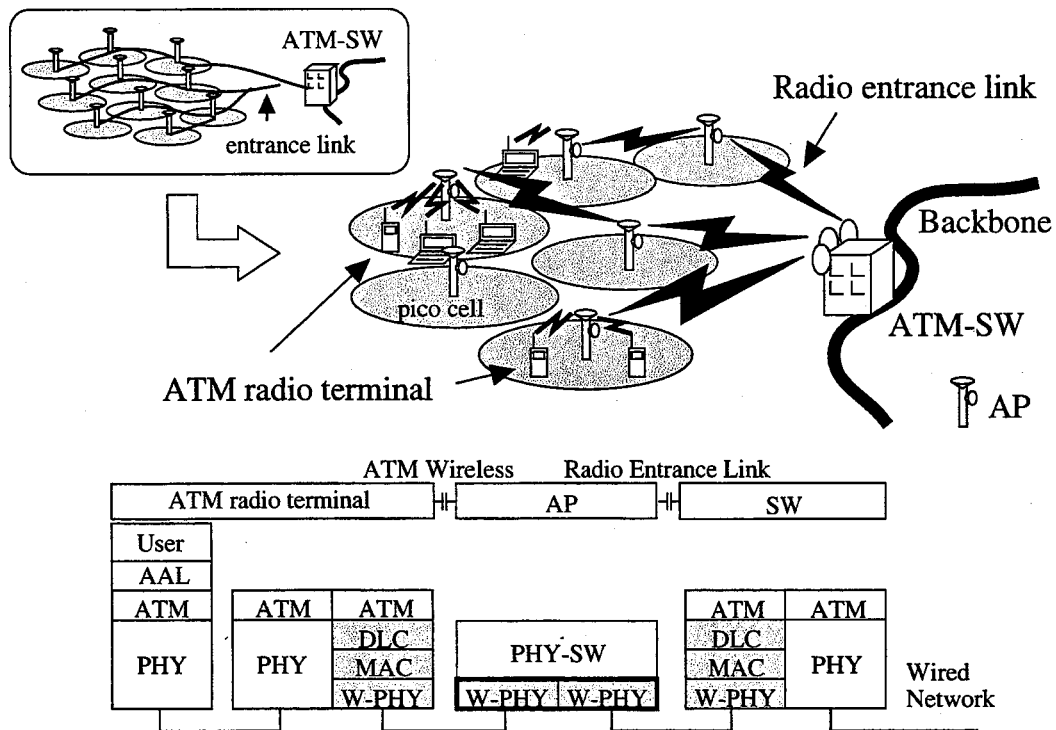 ATM-SW
entrance link
Radio entrance link
Backbone
pico cell
ATM-SW
ATM radio terminal
AP
ATM Wireless Radio Entrance Link
ATM radio terminal AP SW
User
AAL
ATM ATM ATM ATM ATM
DLC DLC
PHY PHY MAC PHY-SW MAC PHY
W-PHY W-PHY W-PHY W-PHY
Wired
Network